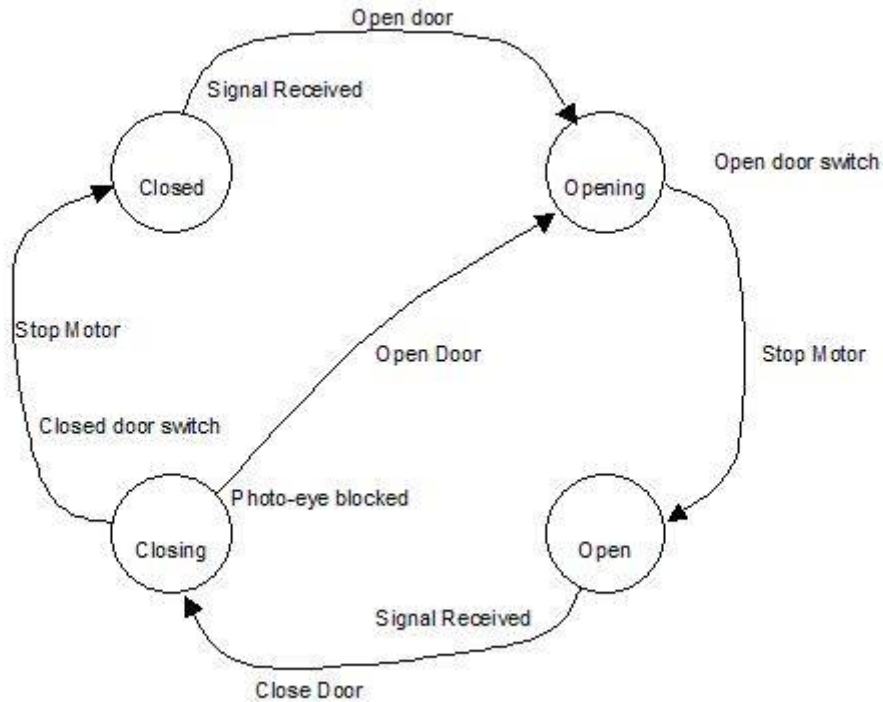 Open door
Signal Received
Closed
Opening
Open door switch
Stop Motor
Open Door
Stop Motor
Closed door switch
Photo-eye blocked
Closing
Open
Signal Received
Close Door